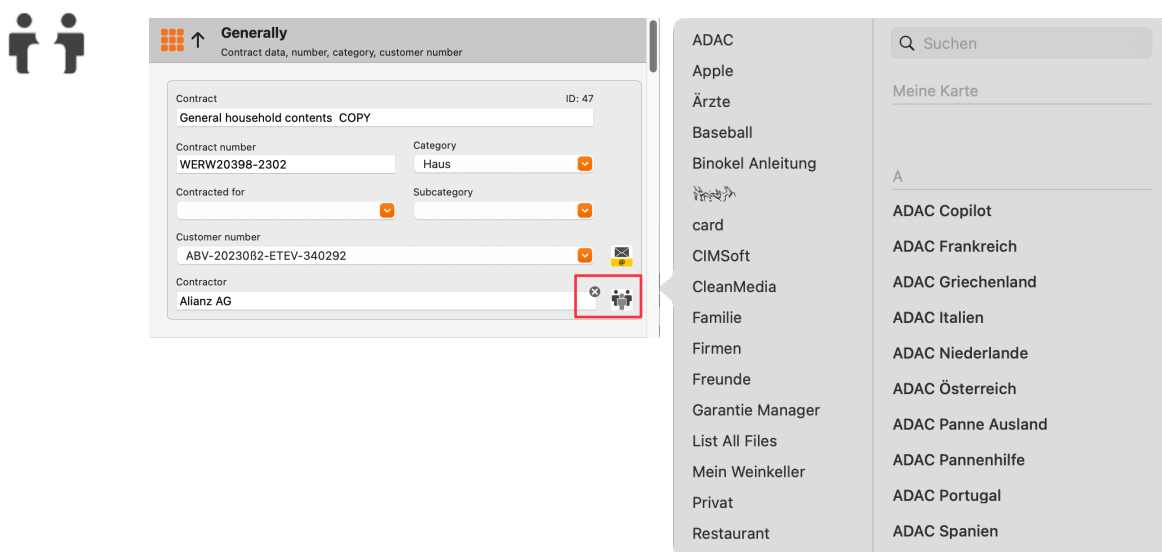 Generally
Contract data, number, category, customer number
Contract
ID: 47
General household contents  COPY
Contract number
Category
WERW20398-2302
Haus
Contracted for
Subcategory
Customer number
ABV-20230ß2-ETEV-340292
@
Contractor
Alianz AG
ADAC
Apple
Ärzte
Baseball
Binokel Anleitung
card
CIMSoft
CleanMedia
Familie
Firmen
Freunde
Garantie Manager
List All Files
Mein Weinkeller
Privat
Restaurant
Suchen
Meine Karte
A
ADAC Copilot
ADAC Frankreich
ADAC Griechenland
ADAC Italien
ADAC Niederlande
ADAC Österreich
ADAC Panne Ausland
ADAC Pannenhilfe
ADAC Portugal
ADAC Spanien